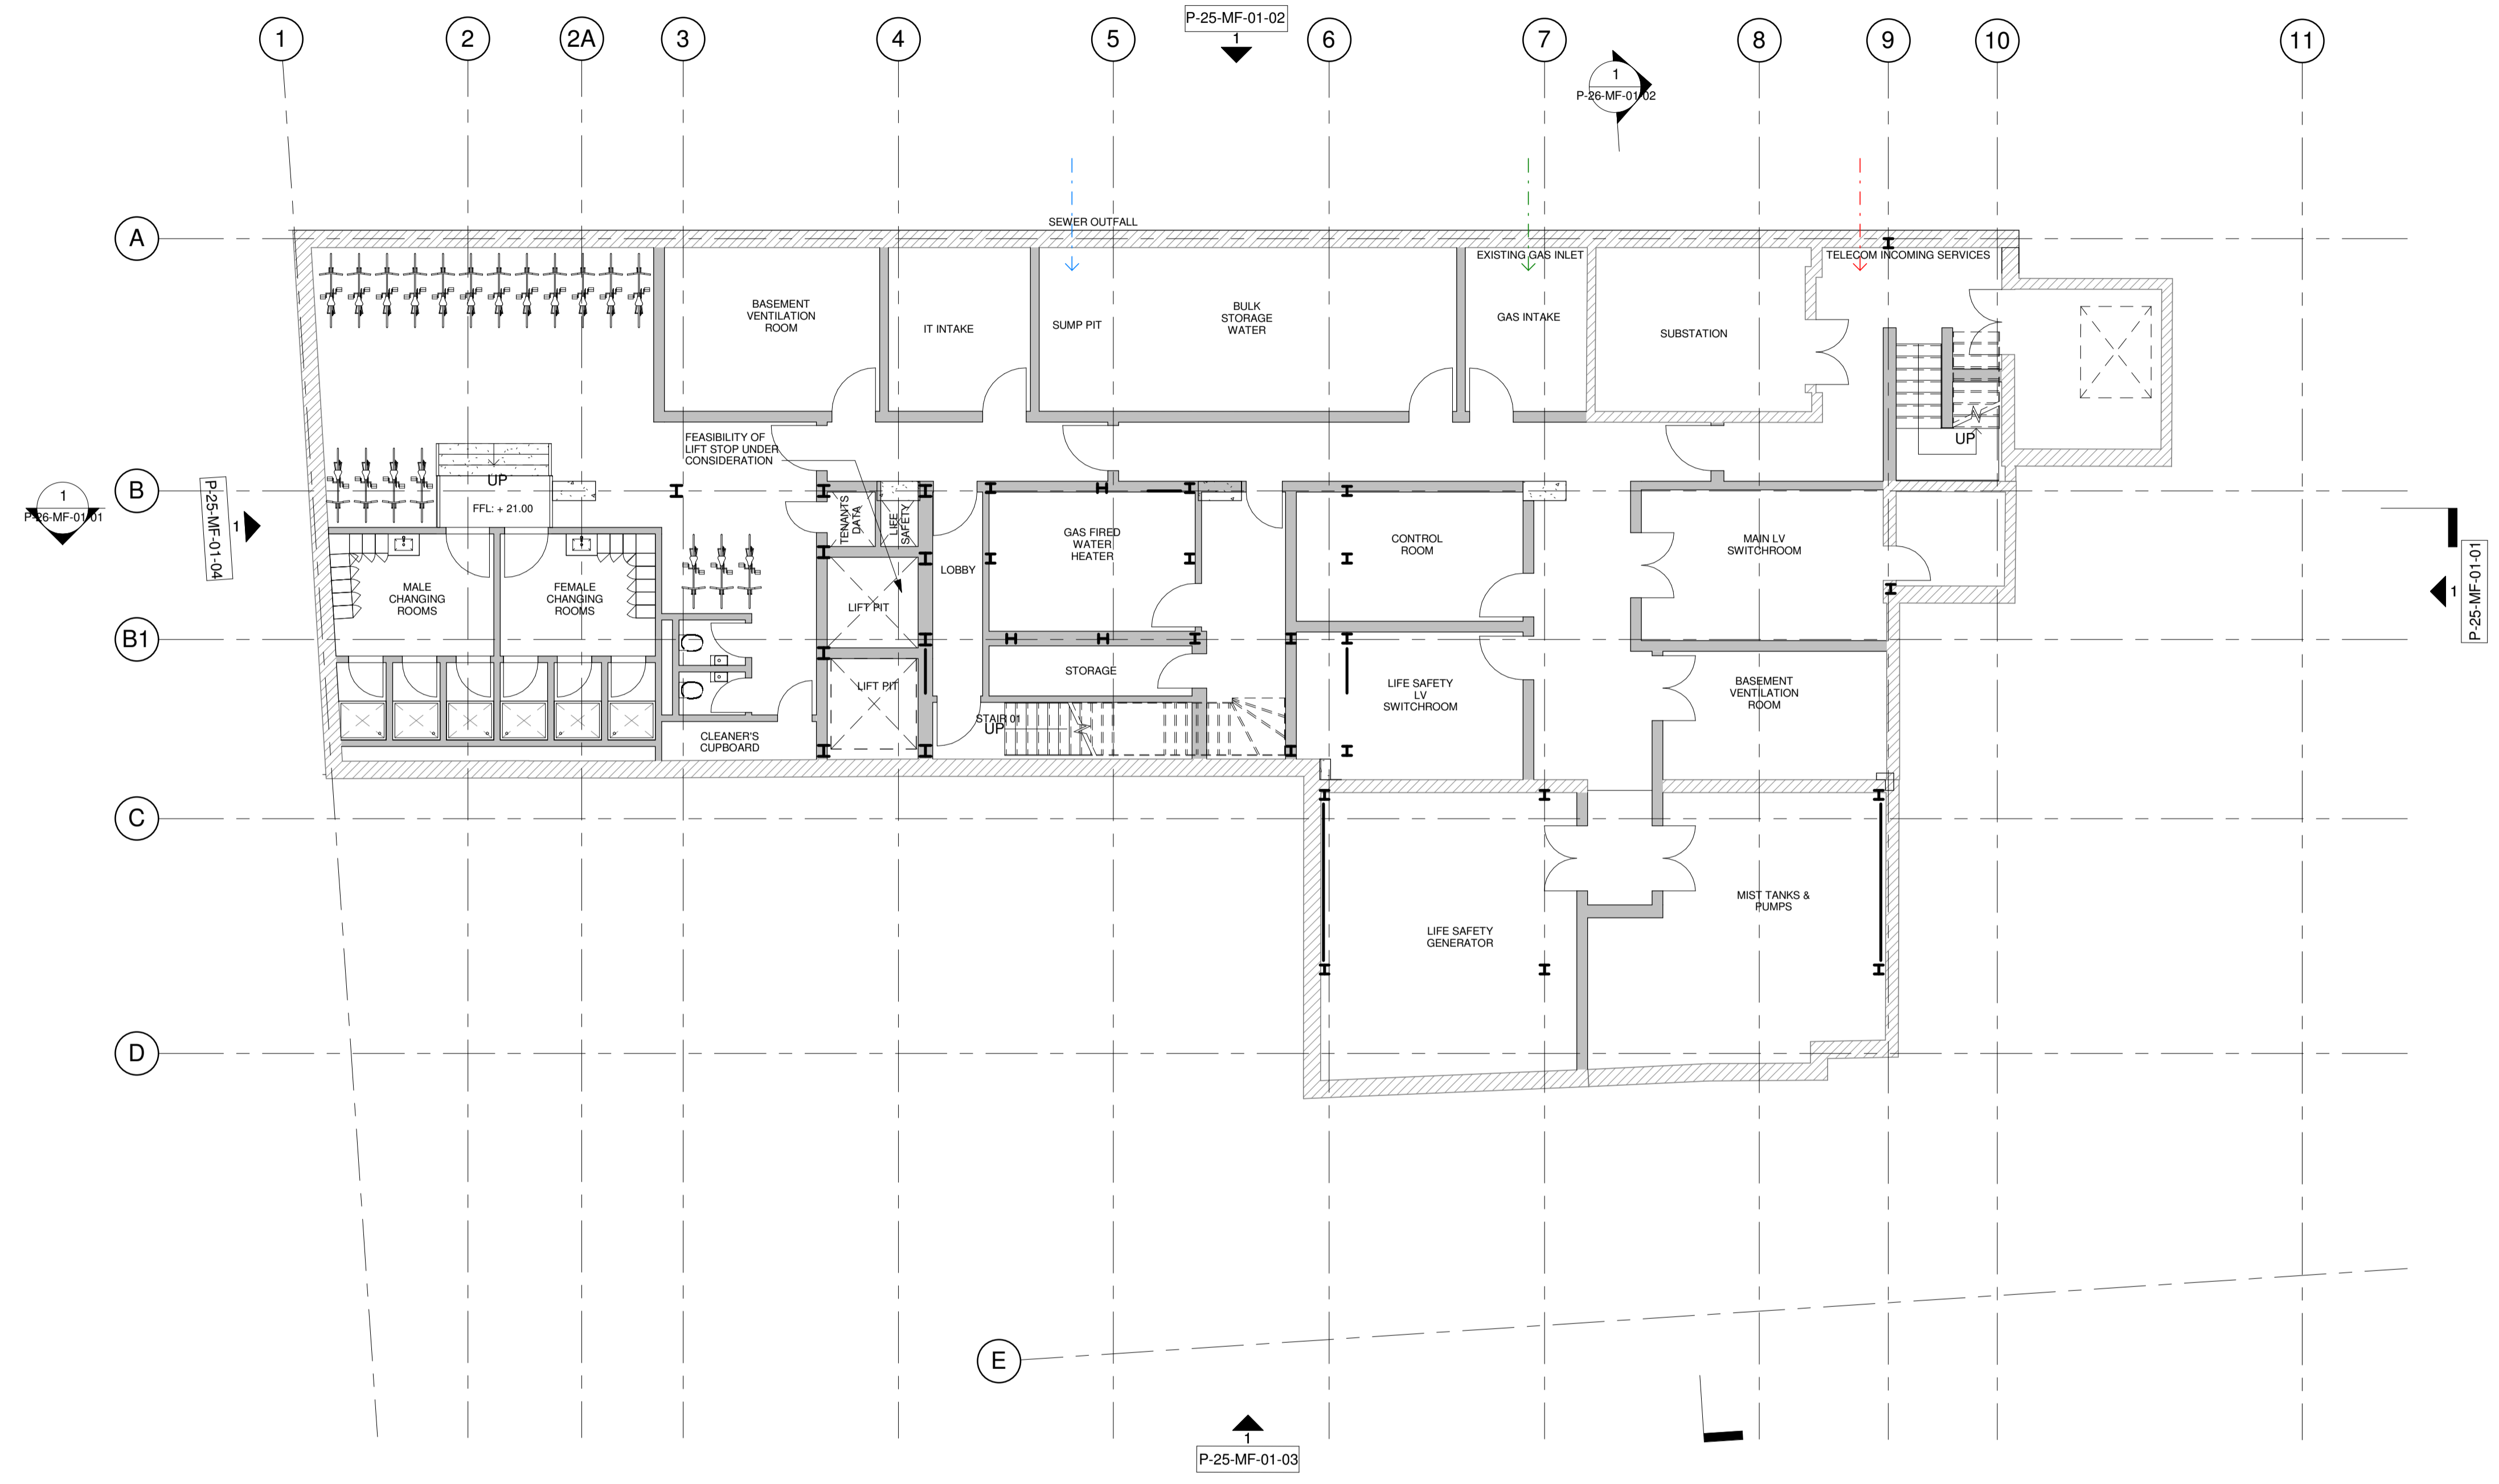 P-25-MF-01-02
1
1
2
2A
3
4
5
6
7
8
9
10
11
1
P-26-MF-01-02
A
SEWER OUTFALL
EXISTING GAS INLET
TELECOM INCOMING SERVICES
BASEMENT
VENTILATION
ROOM
IT INTAKE
SUMP PIT
BULK
STORAGE
WATER
GAS INTAKE
SUBSTATION
FEASIBILITY OF
LIFT STOP UNDER
CONSIDERATION
UP
UP
B
1
P-26-MF-01-01
P-25-MF-01-04
1
FFL: + 21.00
TENANTS
DATA
LIFE
SAFETY
GAS FIRED
WATER
HEATER
CONTROL
ROOM
MAIN LV
SWITCHROOM
LOBBY
MALE
CHANGING
ROOMS
FEMALE
CHANGING
ROOMS
LIFT PIT
1
P-25-MF-01-01
B1
STORAGE
LIFT PIT
LIFE SAFETY
LV
SWITCHROOM
BASEMENT
VENTILATION
ROOM
STAIR 01
UP
CLEANER'S
CUPBOARD
C
MIST TANKS &
PUMPS
LIFE SAFETY
GENERATOR
D
E
1
P-25-MF-01-03